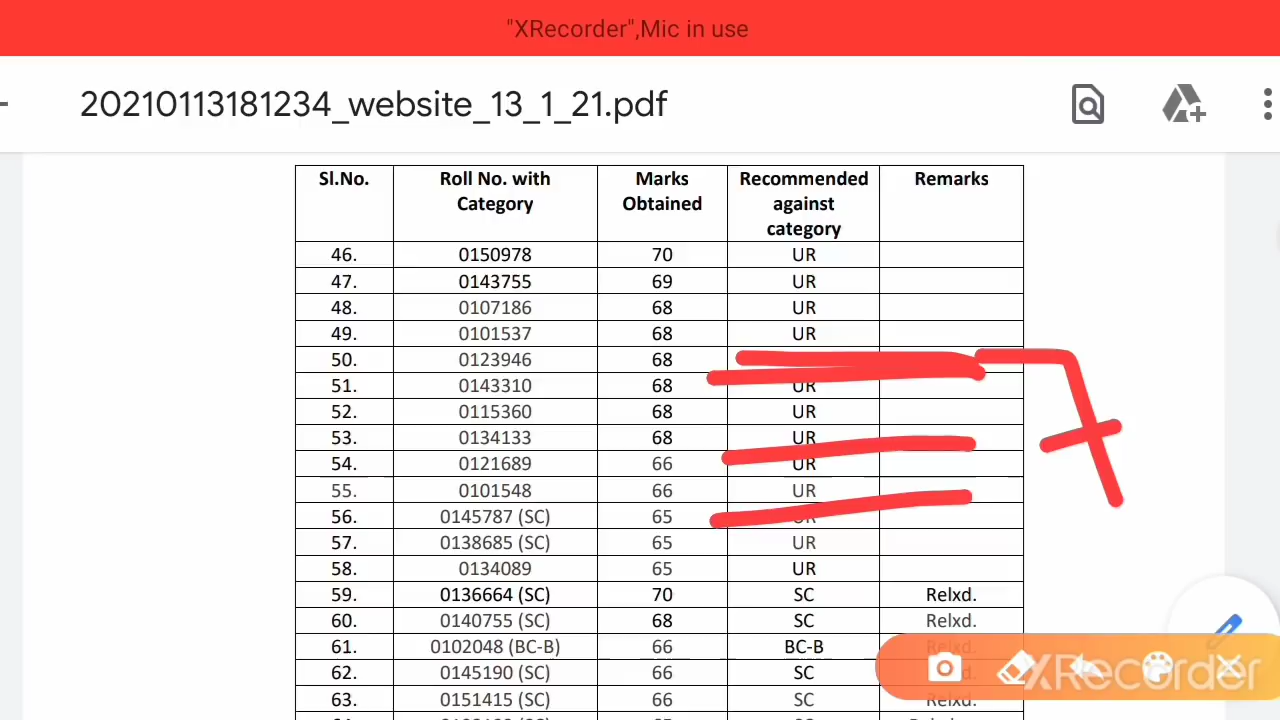 "XRecorder",Mic in use
20210113181234_website_13_1_21.pdf
Sl.No. Roll No. with Category Marks Obtained Recommended against category Remarks
46. 0150978 70 UR
47. 0143755 69 UR
48. 0107186 68 UR
49. 0101537 68 UR
50. 0123946 68
51. 0143310 68 UR
52. 0115360 68 UR
53. 0134133 68 UR
54. 0121689 66 UR
55. 0101548 66 UR
56. 0145787 (SC) 65 UR
57. 0138685 (SC) 65 UR
58. 0134089 65 UR
59. 0136664 (SC) 70 SC Relxd.
60. 0140755 (SC) 68 SC Relxd.
61. 0102048 (BC-B) 66 BC-B Relxd.
62. 0145190 (SC) 66 SC
63. 0151415 (SC) 66 SC Relxd.
XRecorder
7